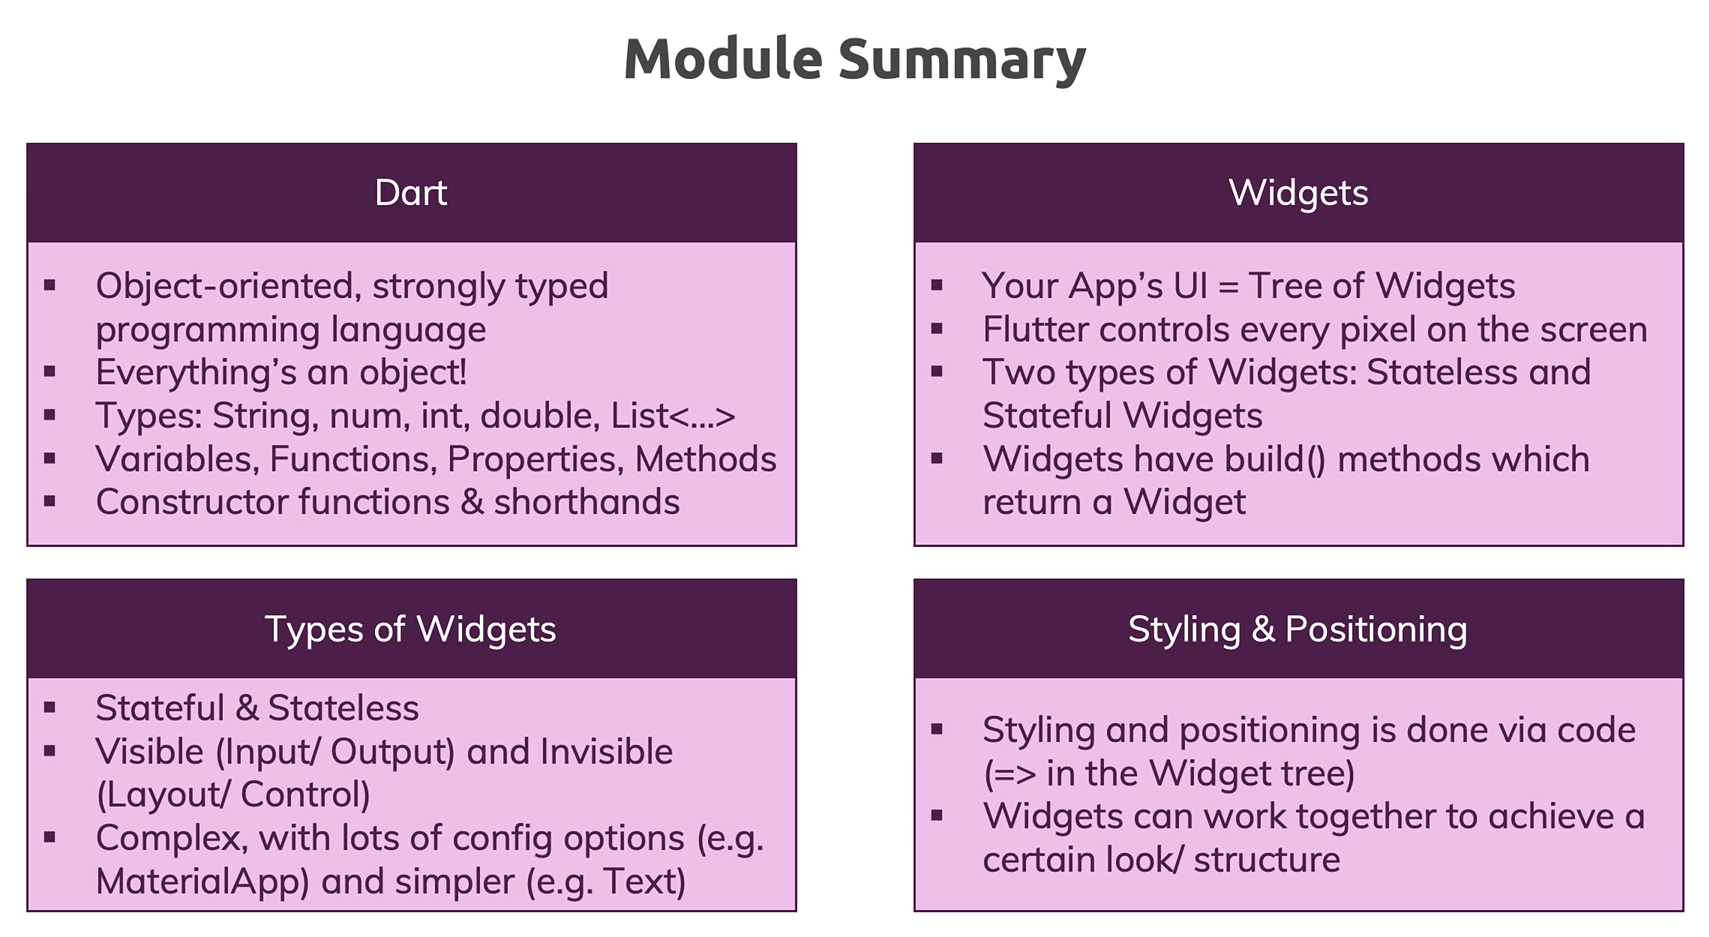 Module Summary
Dart
▪ Object-oriented, strongly typed
programming language
▪ Everything’s an object!
▪ Types: String, num, int, double, List<...>
▪ Variables, Functions, Properties, Methods
▪ Constructor functions & shorthands
Widgets
▪ Your App’s UI = Tree of Widgets
▪ Flutter controls every pixel on the screen
▪ Two types of Widgets: Stateless and
Stateful Widgets
▪ Widgets have build() methods which
return a Widget
Types of Widgets
▪ Stateful & Stateless
▪ Visible (Input/ Output) and Invisible
(Layout/ Control)
▪ Complex, with lots of config options (e.g.
MaterialApp) and simpler (e.g. Text)
Styling & Positioning
▪ Styling and positioning is done via code
(=> in the Widget tree)
▪ Widgets can work together to achieve a
certain look/ structure